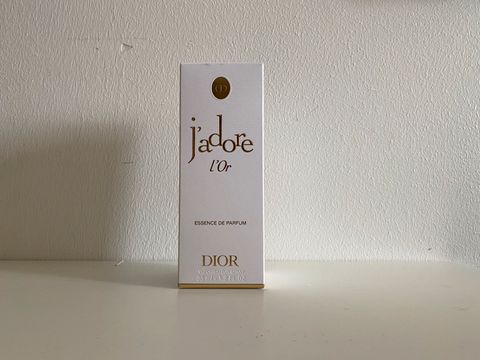 j'adore
l'Or
ESSENCE DE PARFUM
DIOR